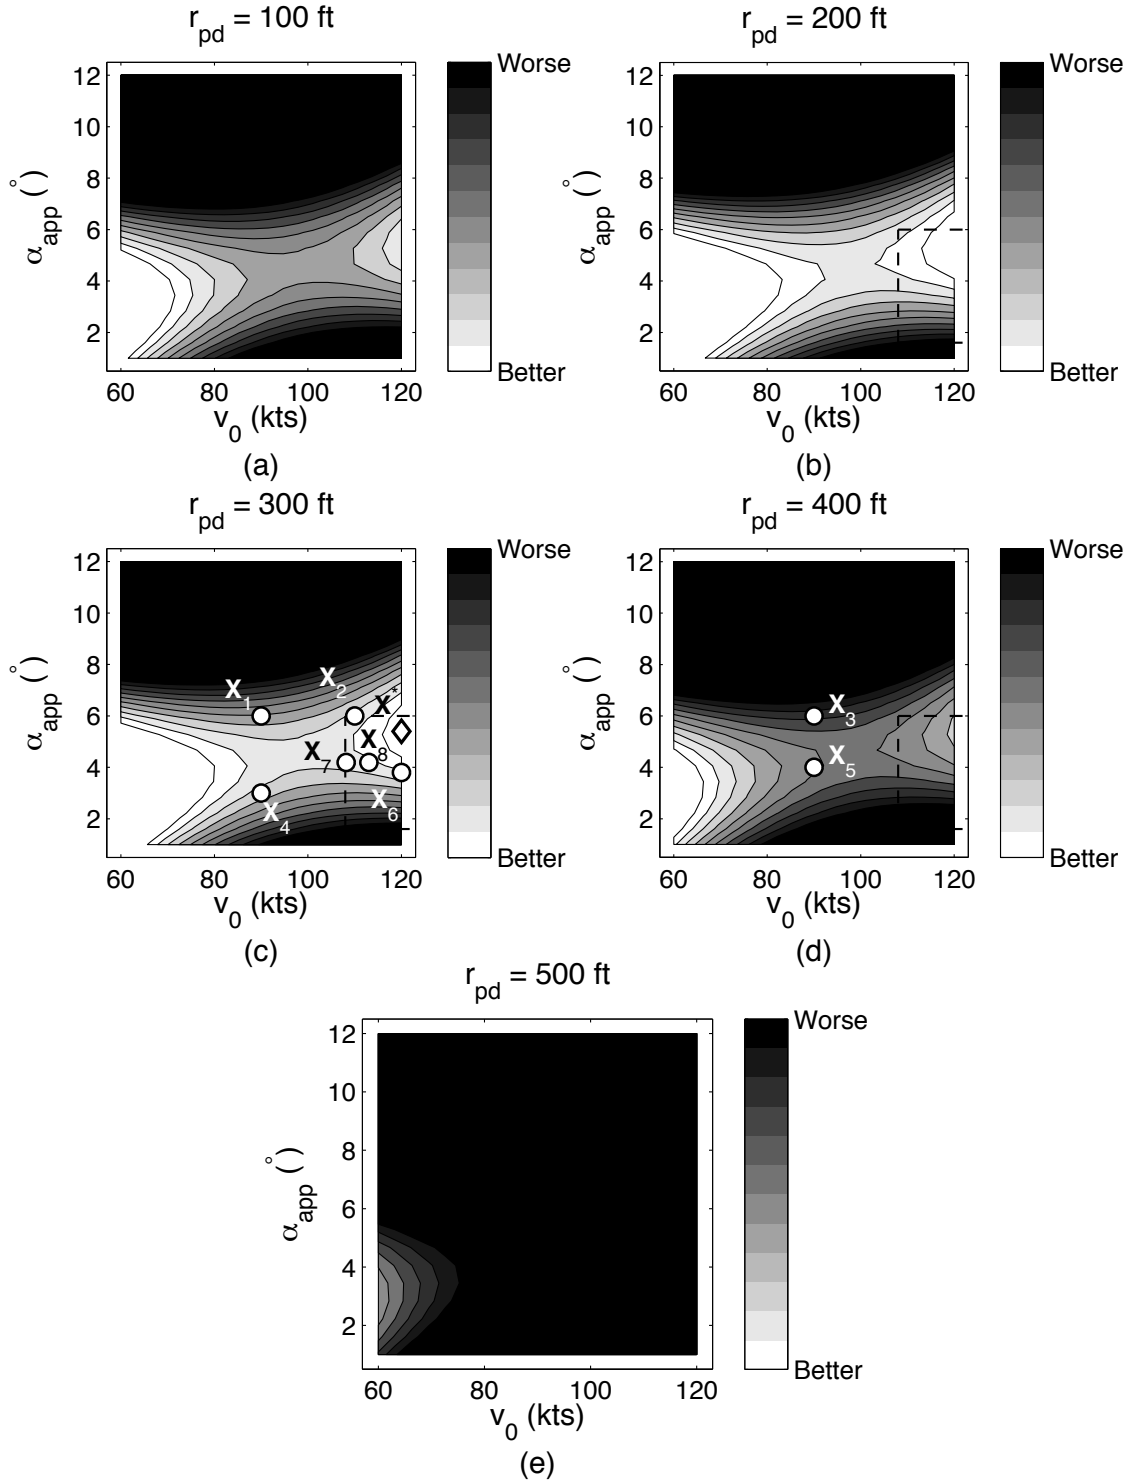 r_pd = 100 ft
r_pd = 200 ft
12
10
8
6
4
2
α_app (°)
60 80 100 120
v_0 (kts)
Worse
Better
(a)
12
10
8
6
4
2
α_app (°)
60 80 100 120
v_0 (kts)
Worse
Better
(b)
r_pd = 300 ft
r_pd = 400 ft
12
10
8
6
4
2
α_app (°)
X_1
X_2
X^*
X_7
X_8
X_4
X_6
60 80 100 120
v_0 (kts)
Worse
Better
(c)
12
10
8
6
4
2
α_app (°)
X_3
X_5
60 80 100 120
v_0 (kts)
Worse
Better
(d)
r_pd = 500 ft
12
10
8
6
4
2
α_app (°)
60 80 100 120
v_0 (kts)
Worse
Better
(e)